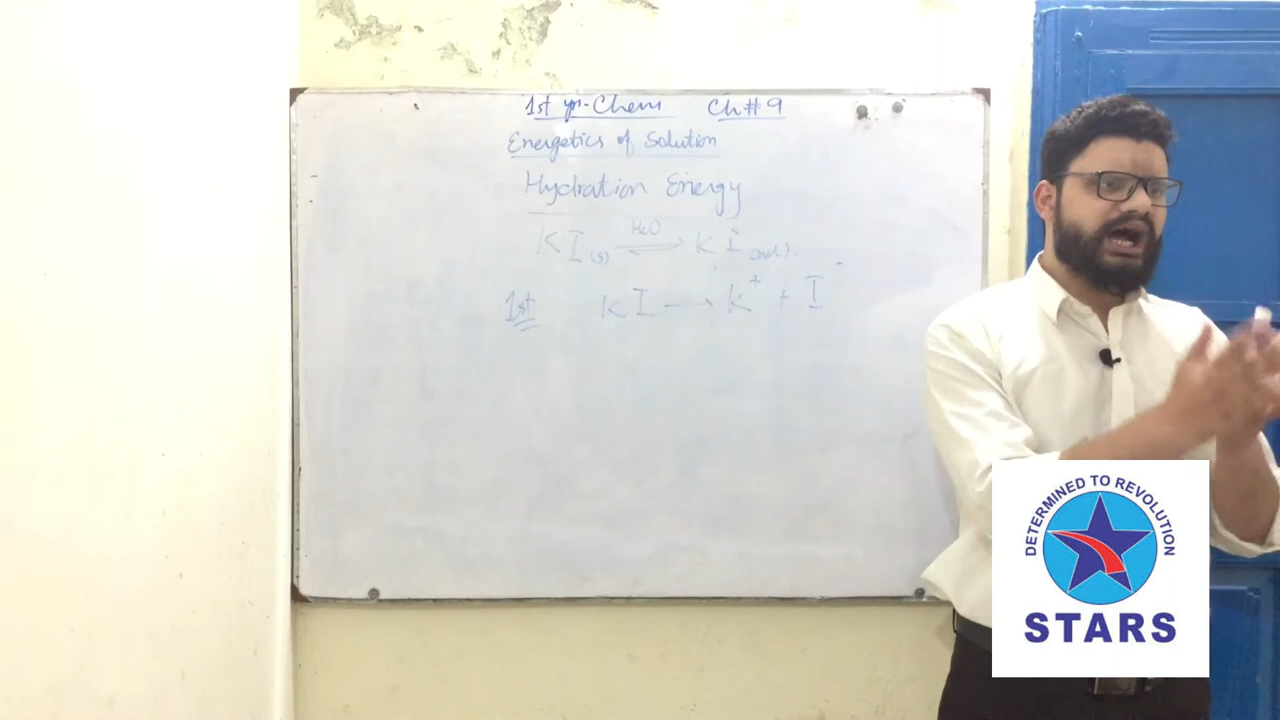 1st yr-Chem Ch#9
Energetics of Solution
Hydration Energy
H2O
KI(s) ⇌ KI(sol).
1st KI → K+ + I-
DETERMINED TO REVOLUTION
STARS